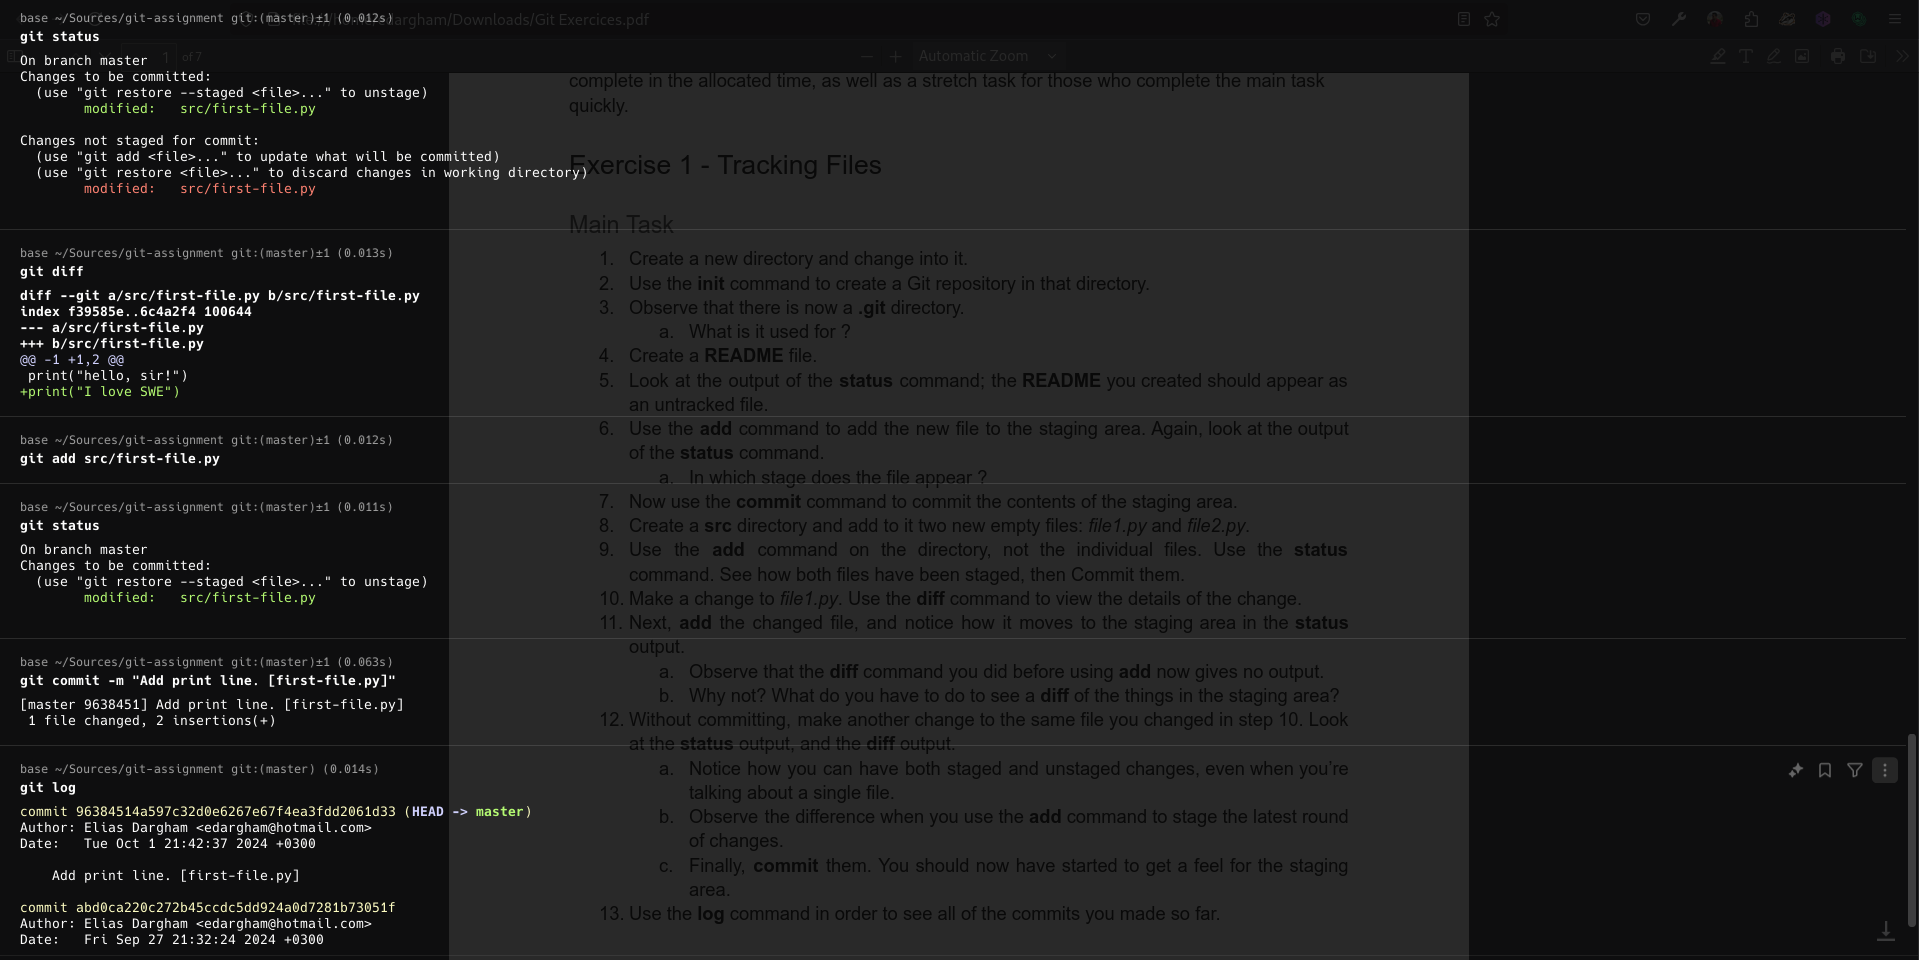 base ~/Sources/git-assignment git:(master)±1 (0.012s)
git status
On branch master
Changes to be committed:
(use "git restore --staged <file>..." to unstage)
modified: src/first-file.py
Changes not staged for commit:
(use "git add <file>..." to update what will be committed)
(use "git restore <file>..." to discard changes in working directory)
modified: src/first-file.py
base ~/Sources/git-assignment git:(master)±1 (0.013s)
git diff
diff --git a/src/first-file.py b/src/first-file.py
index f39585e..6c4a2f4 100644
--- a/src/first-file.py
+++ b/src/first-file.py
@@ -1 +1,2 @@
print("hello, sir!")
+print("I love SWE")
base ~/Sources/git-assignment git:(master)±1 (0.012s)
git add src/first-file.py
base ~/Sources/git-assignment git:(master)±1 (0.011s)
git status
On branch master
Changes to be committed:
(use "git restore --staged <file>..." to unstage)
modified: src/first-file.py
base ~/Sources/git-assignment git:(master)±1 (0.063s)
git commit -m "Add print line. [first-file.py]"
[master 9638451] Add print line. [first-file.py]
1 file changed, 2 insertions(+)
base ~/Sources/git-assignment git:(master) (0.014s)
git log
commit 96384514a597c32d0e6267e67f4ea3fdd2061d33 (HEAD -> master)
Author: Elias Dargham <edargham@hotmail.com>
Date: Tue Oct 1 21:42:37 2024 +0300
Add print line. [first-file.py]
commit abd0ca220c272b45ccdc5dd924a0d7281b73051f
Author: Elias Dargham <edargham@hotmail.com>
Date: Fri Sep 27 21:32:24 2024 +0300
dargham/Downloads/Git Exercices.pdf
1 of 7
Automatic Zoom
complete in the allocated time, as well as a stretch task for those who complete the main task
quickly.
Exercise 1 - Tracking Files
Main Task
1. Create a new directory and change into it.
2. Use the init command to create a Git repository in that directory.
3. Observe that there is now a .git directory.
a. What is it used for ?
4. Create a README file.
5. Look at the output of the status command; the README you created should appear as
an untracked file.
6. Use the add command to add the new file to the staging area. Again, look at the output
of the status command.
a. In which stage does the file appear ?
7. Now use the commit command to commit the contents of the staging area.
8. Create a src directory and add to it two new empty files: file1.py and file2.py.
9. Use the add command on the directory, not the individual files. Use the status
command. See how both files have been staged, then Commit them.
10. Make a change to file1.py. Use the diff command to view the details of the change.
11. Next, add the changed file, and notice how it moves to the staging area in the status
output.
a. Observe that the diff command you did before using add now gives no output.
b. Why not? What do you have to do to see a diff of the things in the staging area?
12. Without committing, make another change to the same file you changed in step 10. Look
at the status output, and the diff output.
a. Notice how you can have both staged and unstaged changes, even when you’re
talking about a single file.
b. Observe the difference when you use the add command to stage the latest round
of changes.
c. Finally, commit them. You should now have started to get a feel for the staging
area.
13. Use the log command in order to see all of the commits you made so far.